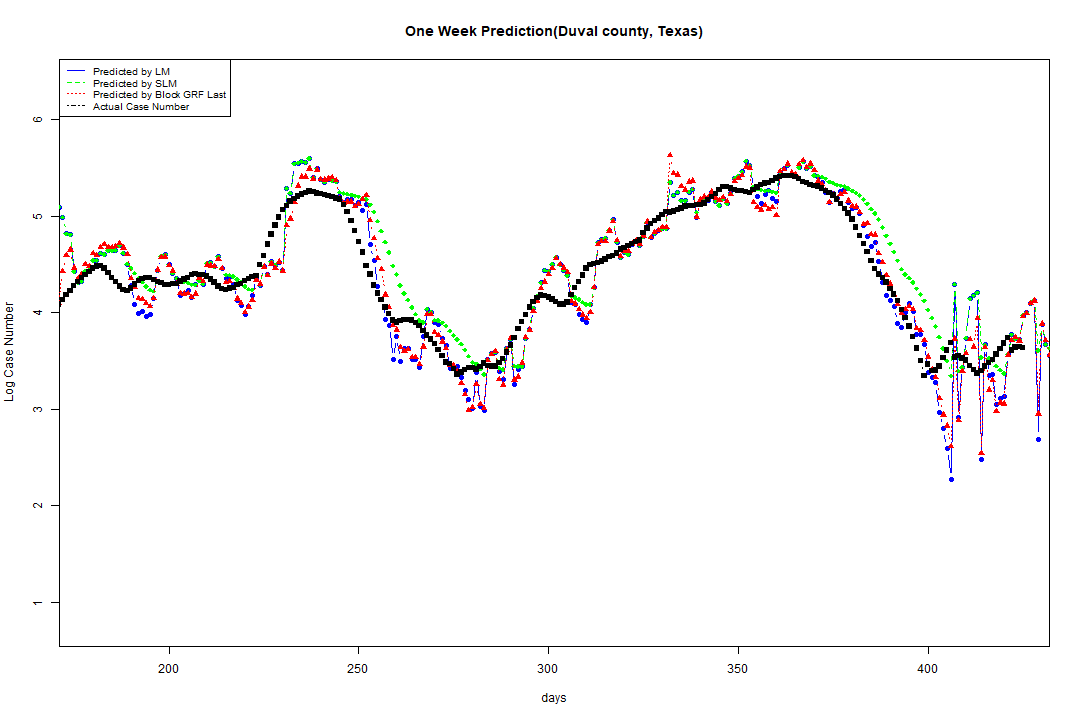 One Week Prediction(Duval county, Texas)
Predicted by LM
Predicted by SLM
Predicted by Block GRF Last
Actual Case Number
Log Case Number
6
5
4
3
2
1
200
250
300
350
400
days